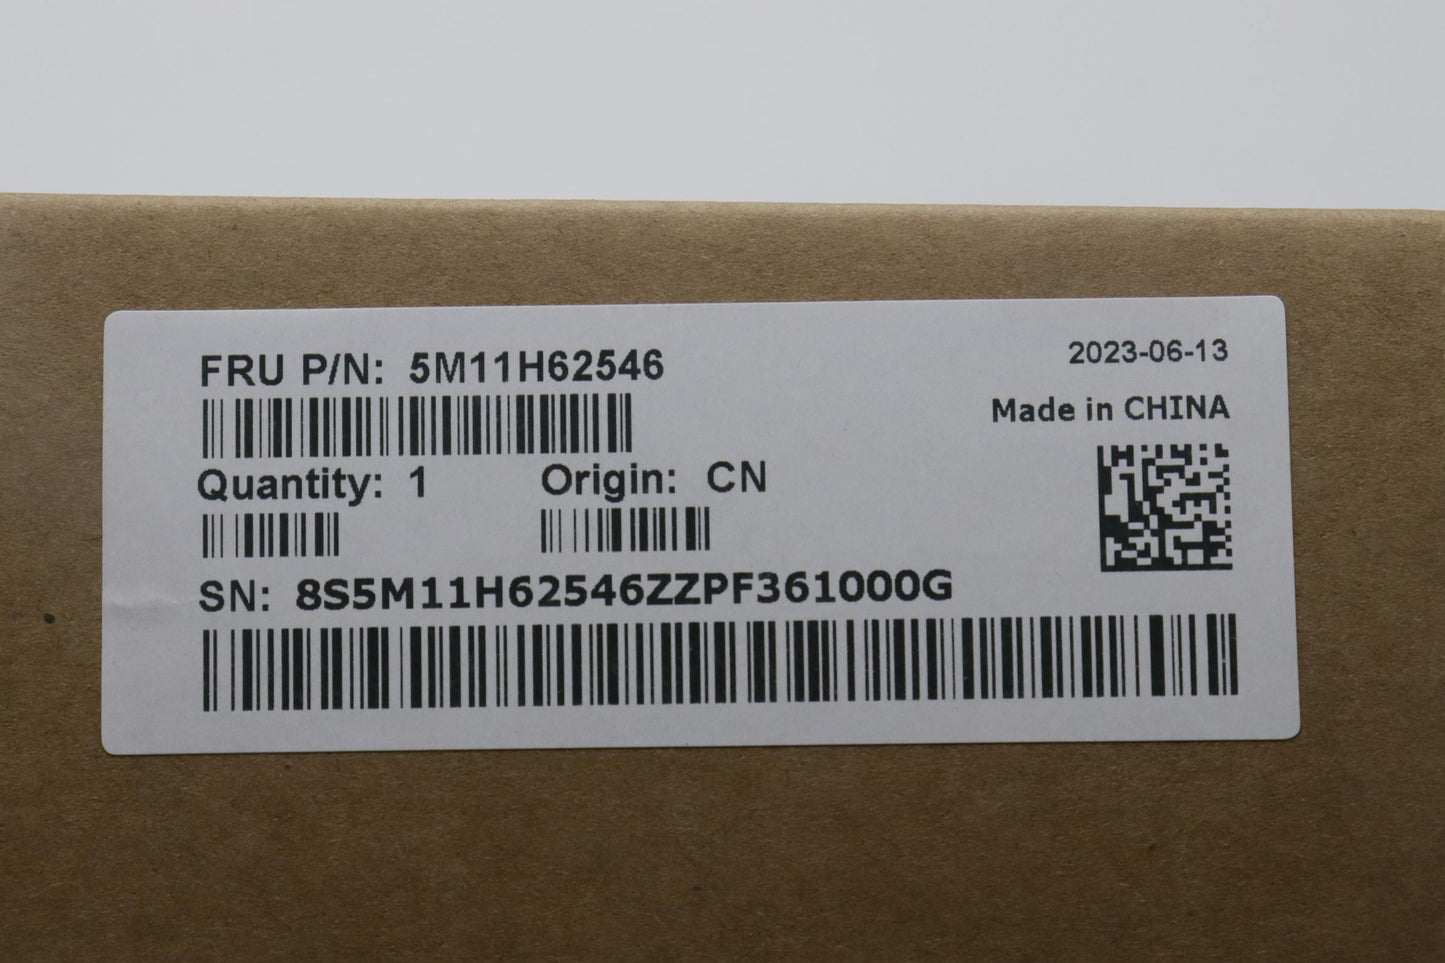 FRU P/N: 5M11H62546
2023-06-13
Made in CHINA
Quantity: 1
Origin: CN
SN: 8S5M11H62546ZZPF361000G